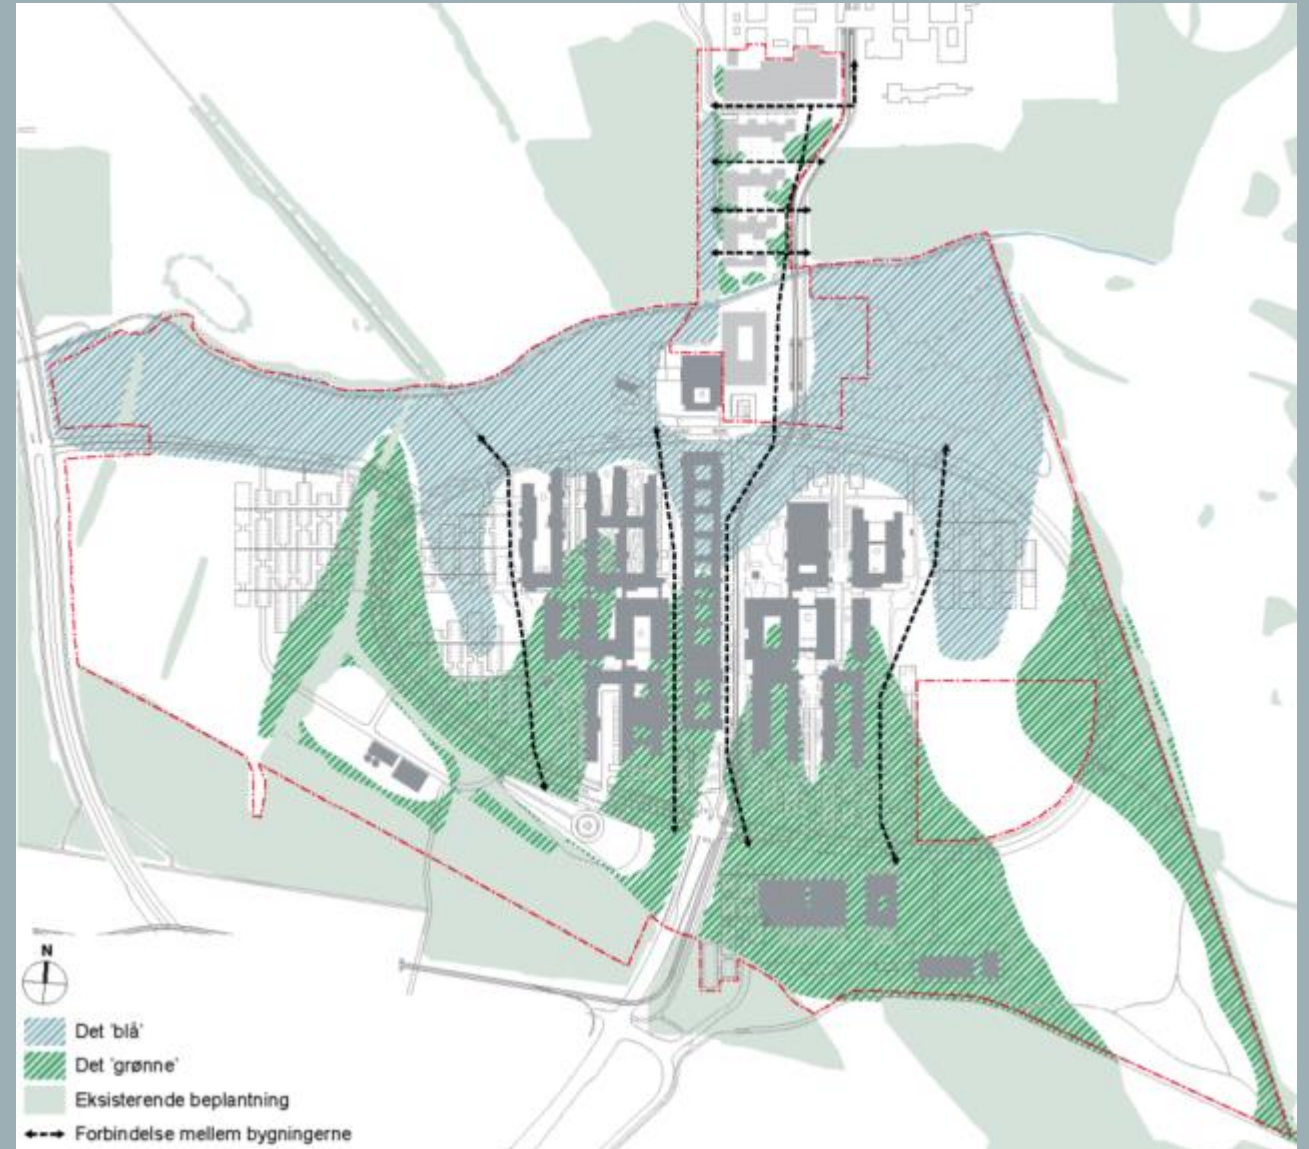 N
Det 'blå'
Det 'grønne'
Eksisterende beplantning
Forbindelse mellem bygningerne